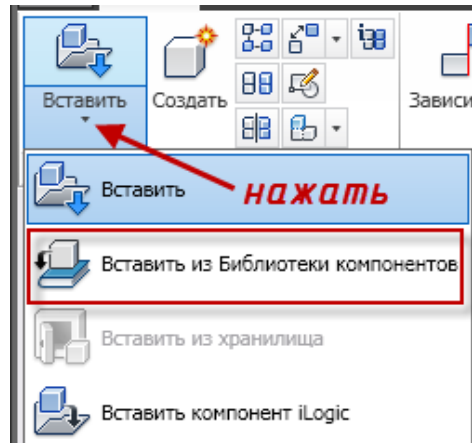 Вставить
Создать
Зависи
Вставить
нажать
Вставить из Библиотеки компонентов
Вставить из хранилища
Вставить компонент iLogic